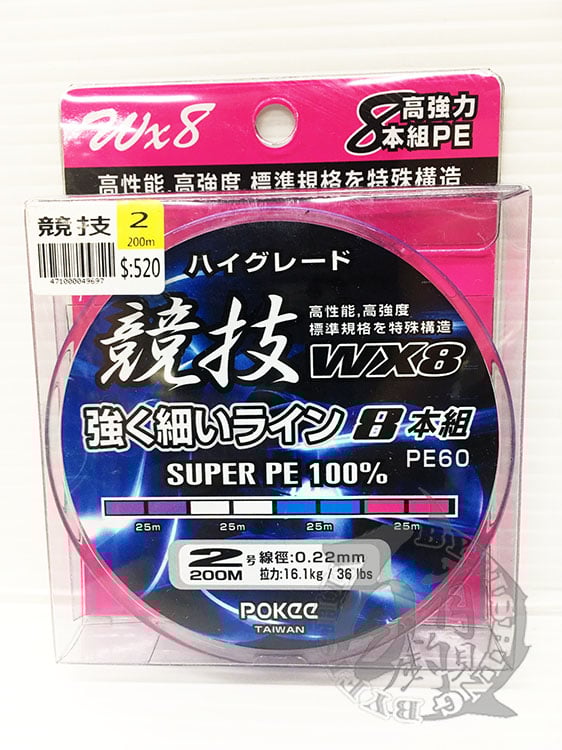 Wx8
8 高強力
本組PE
高性能,高強度,標準規格を特殊構造
競技
2
200m
$:520
471000049697
ハイグレード
競技
高性能,高強度
標準規格を特殊構造
WX8
強く細いライン 8本組
PE60
SUPER PE 100%
25m 25m 25m 25m
2号 線徑:0.22mm
200M 拉力:16.1kg / 36 lbs
POKEE
TAIWAN